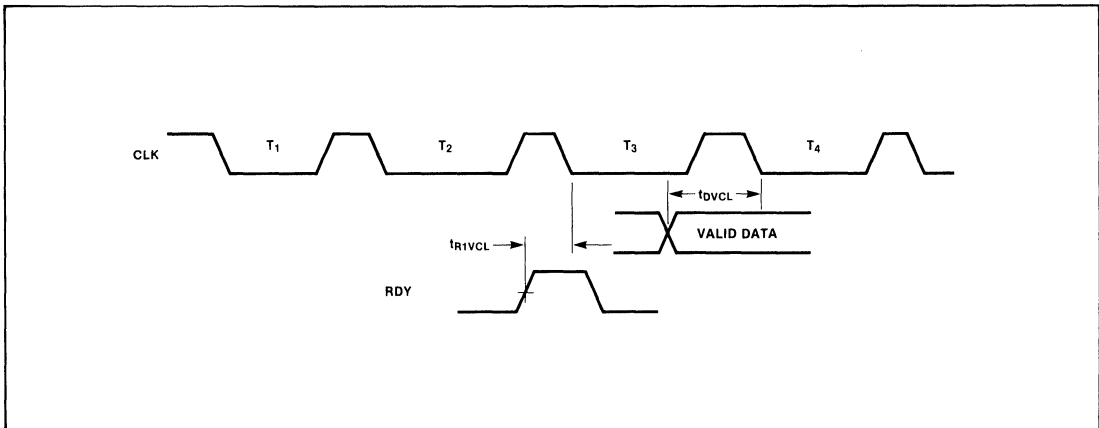 CLK T1 T2 T3 T4
tDVCL
VALID DATA
tR1VCL
RDY